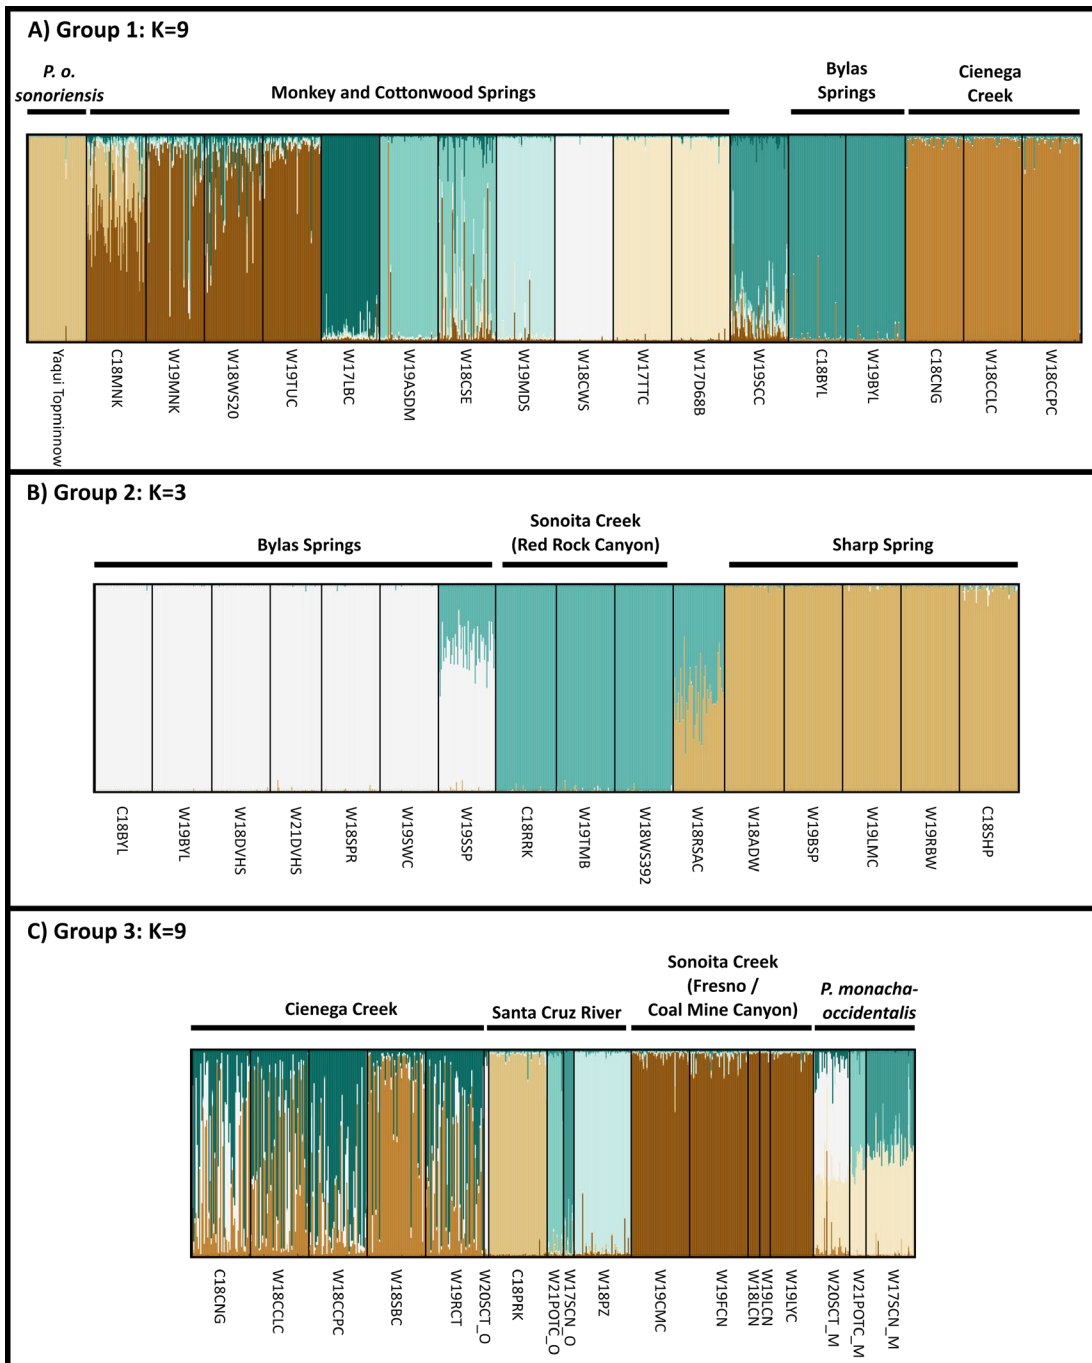 A) Group 1: K=9
P. o.
sonoriensis
Monkey and Cottonwood Springs
Bylas
Springs
Cienega
Creek
Yaqui Topminnow
C18MNK
W19MNK
W18WS20
W19TUC
W17LBC
W19ASDM
W18CSE
W19MDS
W18CWS
W17TTC
W17D68B
W19SCC
C18BYL
W19BYL
C18CNG
W18CCLC
W18CCPC
B) Group 2: K=3
Bylas Springs
Sonoita Creek
(Red Rock Canyon)
Sharp Spring
C18BYL
W19BYL
W18DVHS
W21DVHS
W18SPR
W19SWC
W19SSP
C18RRK
W19TMB
W18WS392
W18RSAC
W18ADW
W19BSP
W19LMC
W19RBW
C18SHP
C) Group 3: K=9
Cienega Creek
Santa Cruz River
Sonoita Creek
(Fresno /
Coal Mine Canyon)
P. monacha-
occidentalis
C18CNG
W18CCLC
W18CCPC
W18SBC
W19RCT
W20SCT_O
C18PRK
W21POTC_O
W17SCN_O
W18PZ
W19CMC
W19FCN
W18LCN
W19LCN
W19LYC
W20SCT_M
W21POTC_M
W17SCN_M